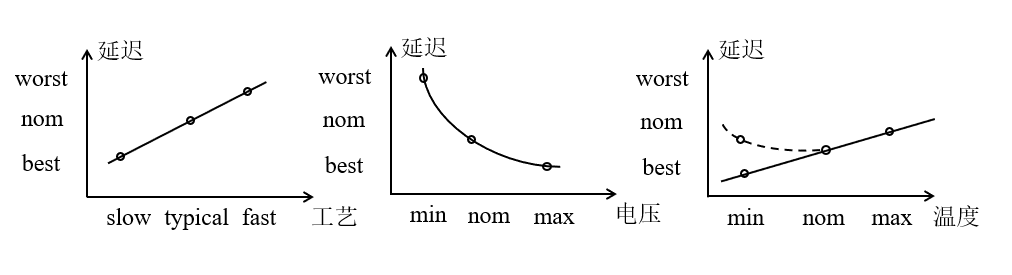 延迟
worst
nom
best
slow typical fast 工艺
延迟
worst
nom
best
min nom max 电压
延迟
worst
nom
best
min nom max 温度